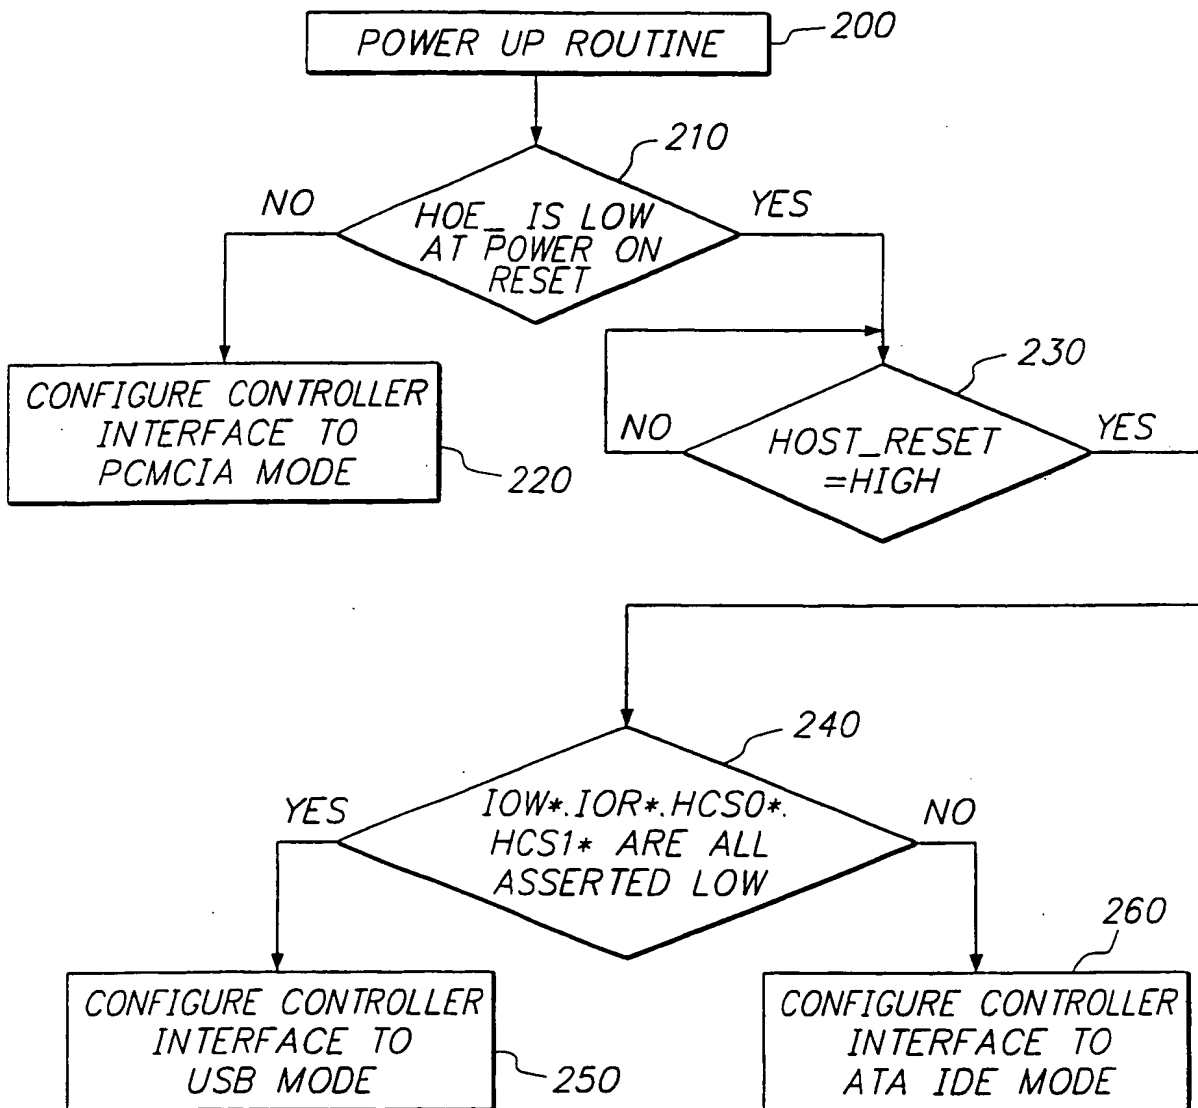 POWER UP ROUTINE
200
210
NO
YES
HOE_ IS LOW
AT POWER ON
RESET
230
CONFIGURE CONTROLLER
INTERFACE TO
PCMCIA MODE
220
NO
YES
HOST_RESET
=HIGH
240
YES
NO
IOW*.IOR*.HCS0*.
HCS1* ARE ALL
ASSERTED LOW
260
CONFIGURE CONTROLLER
INTERFACE TO
USB MODE
250
CONFIGURE CONTROLLER
INTERFACE TO
ATA IDE MODE